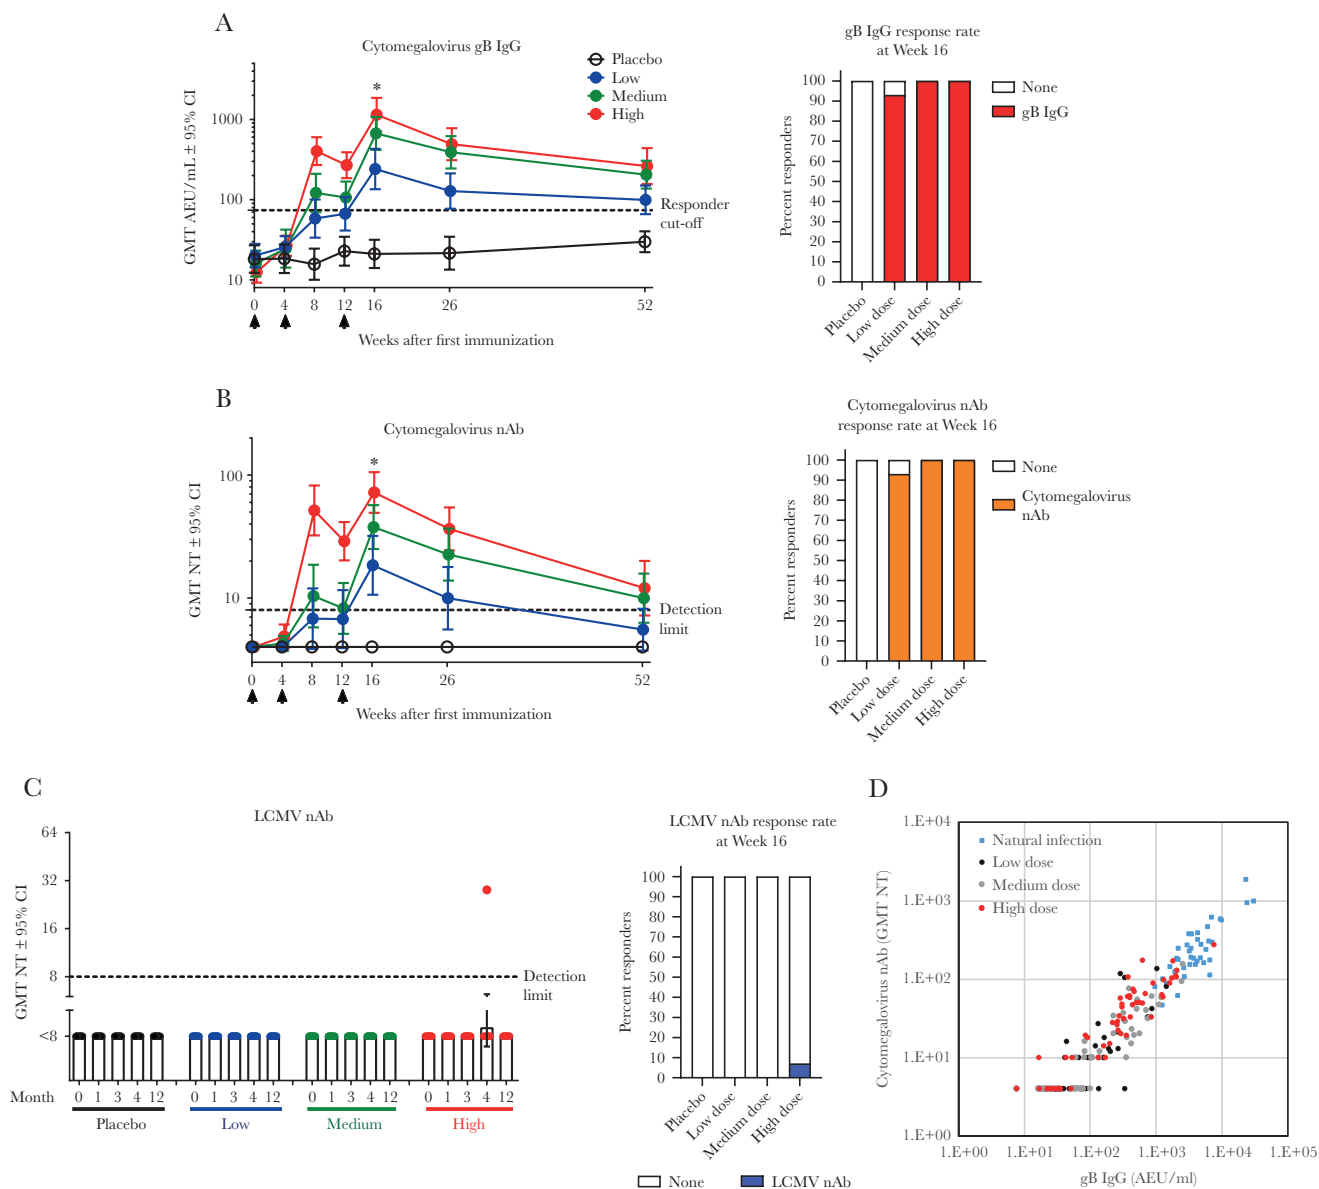 A
Cytomegalovirus gB IgG
Placebo
Low
Medium
High
*
GMT AEU/mL ± 95% CI
1000
100
10
Responder
cut-off
0 4 8 12 16 26 52
Weeks after first immunization
gB IgG response rate
at Week 16
None
gB IgG
Percent responders
100
90
80
70
60
50
40
30
20
10
0
Placebo
Low dose
Medium dose
High dose
B
Cytomegalovirus nAb
*
GMT NT ± 95% CI
100
10
Detection
limit
0 4 8 12 16 26 52
Weeks after first immunization
Cytomegalovirus nAb
response rate at Week 16
None
Cytomegalovirus
nAb
Percent responders
100
90
80
70
60
50
40
30
20
10
0
Placebo
Low dose
Medium dose
High dose
C
LCMV nAb
GMT NT ± 95% CI
64
32
16
8
<8
Detection
limit
Month 0 1 3 4 12 0 1 3 4 12 0 1 3 4 12 0 1 3 4 12
Placebo Low Medium High
LCMV nAb response rate
at Week 16
Percent responders
100
90
80
70
60
50
40
30
20
10
0
Placebo
Low dose
Medium dose
High dose
None LCMV nAb
D
Natural infection
Low dose
Medium dose
High dose
Cytomegalovirus nAb (GMT NT)
1.E+04
1.E+03
1.E+02
1.E+01
1.E+00
1.E+00 1.E+01 1.E+02 1.E+03 1.E+04 1.E+05
gB IgG (AEU/ml)